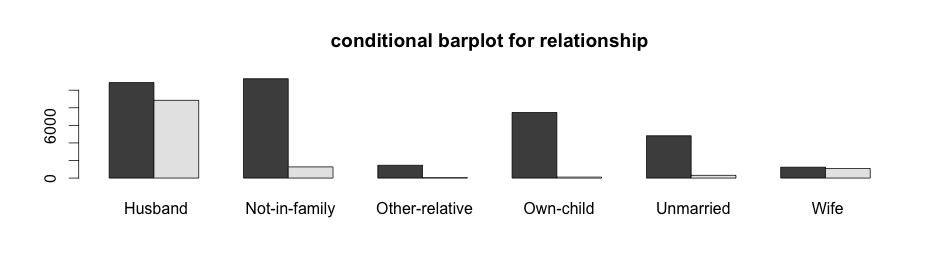 conditional barplot for relationship
6000
0
Husband Not-in-family Other-relative Own-child Unmarried Wife